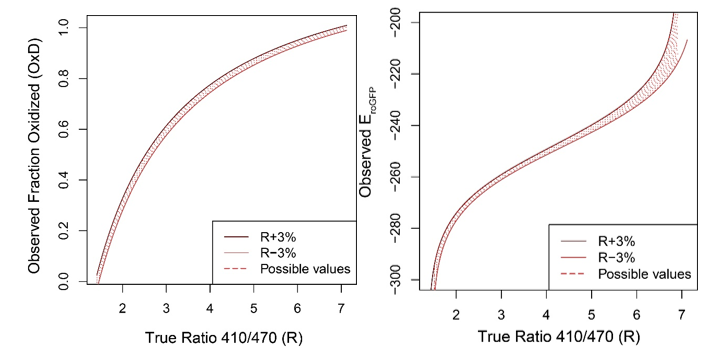 Observed Fraction Oxidized (OxD)
1.0
0.8
0.6
0.4
0.2
0.0
2 3 4 5 6 7
True Ratio 410/470 (R)
R+3%
R−3%
Possible values
Observed E_roGFP
−200
−220
−240
−260
−280
−300
2 3 4 5 6 7
True Ratio 410/470 (R)
R+3%
R−3%
Possible values